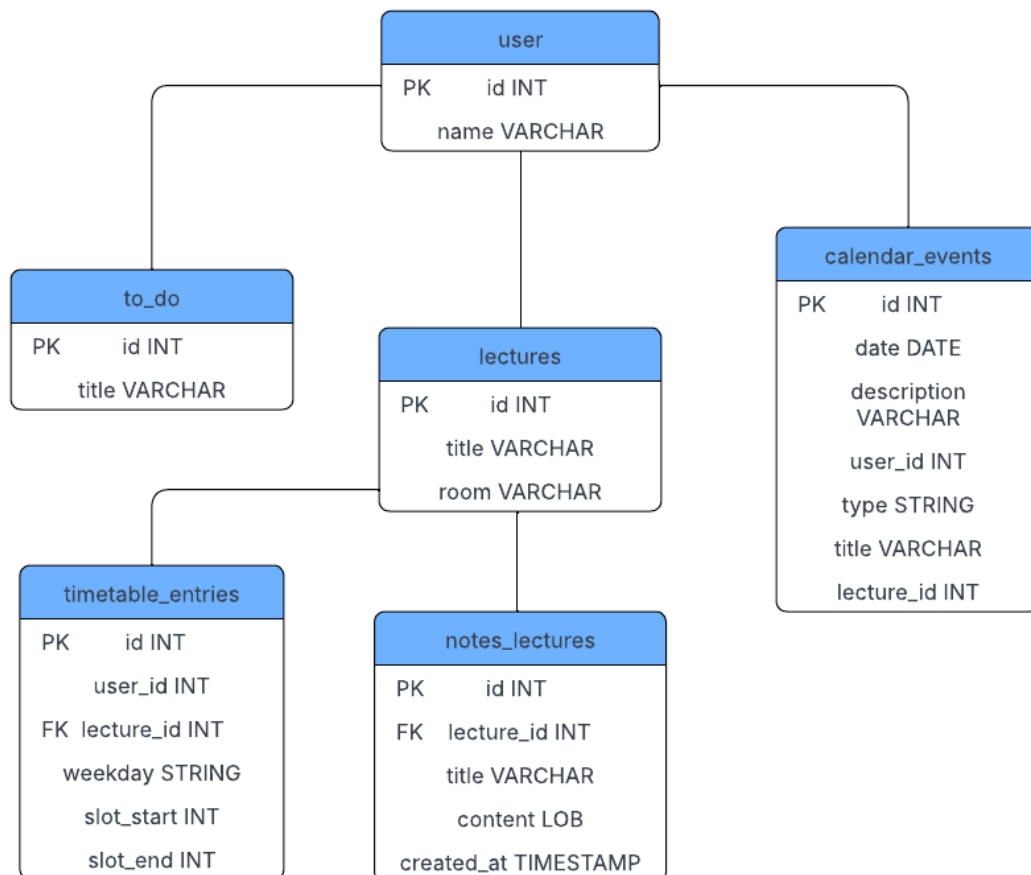 user
PK id INT
name VARCHAR
to_do
PK id INT
title VARCHAR
lectures
PK id INT
title VARCHAR
room VARCHAR
calendar_events
PK id INT
date DATE
description
VARCHAR
user_id INT
type STRING
title VARCHAR
lecture_id INT
timetable_entries
PK id INT
user_id INT
FK lecture_id INT
weekday STRING
slot_start INT
slot_end INT
notes_lectures
PK id INT
FK lecture_id INT
title VARCHAR
content LOB
created_at TIMESTAMP